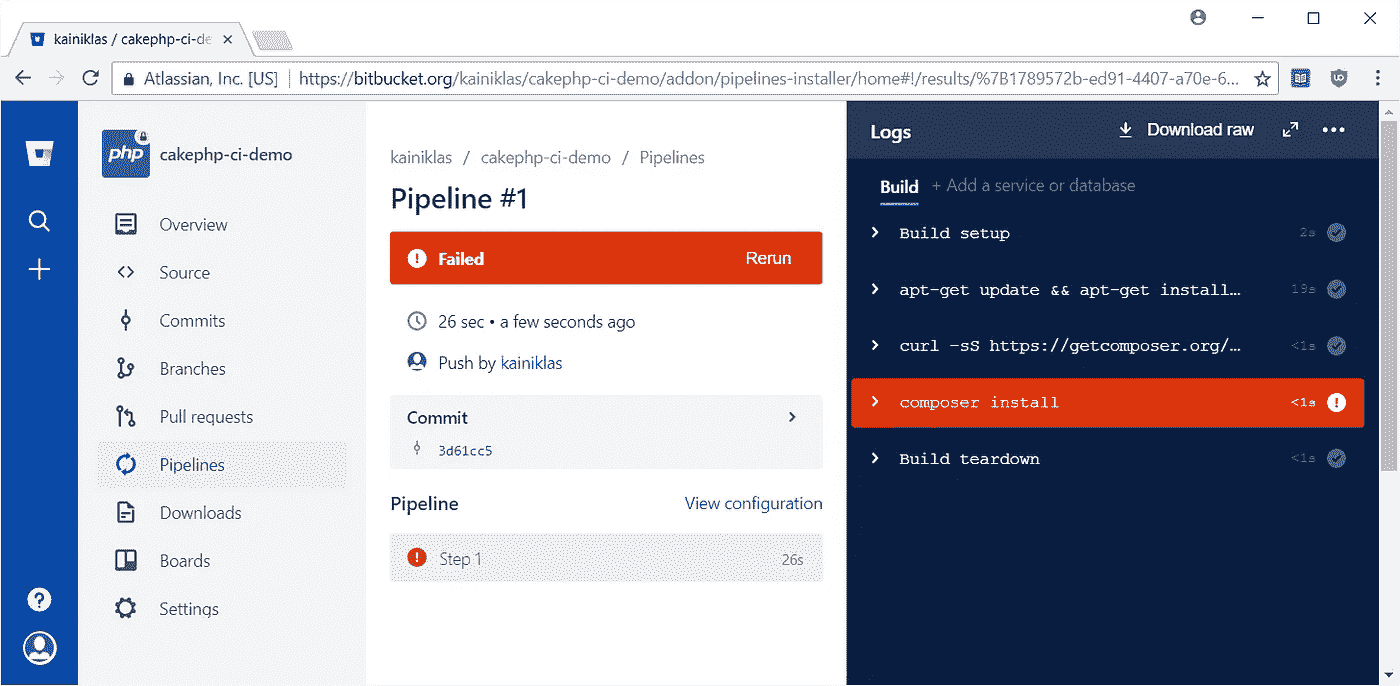 kainiklas / cakephp-ci-de
Atlassian, Inc. [US]
https://bitbucket.org/kainiklas/cakephp-ci-demo/addon/pipelines-installer/home#!/results/%7B1789572b-ed91-4407-a70e-6...
php
cakephp-ci-demo
Overview
Source
Commits
Branches
Pull requests
Pipelines
Downloads
Boards
Settings
kainiklas / cakephp-ci-demo / Pipelines
Pipeline #1
Failed Rerun
26 sec • a few seconds ago
Push by kainiklas
Commit
3d61cc5
Pipeline View configuration
Step 1 26s
Logs Download raw
Build + Add a service or database
Build setup 2s
apt-get update && apt-get install… 19s
curl -sS https://getcomposer.org/… <1s
composer install <1s
Build teardown <1s